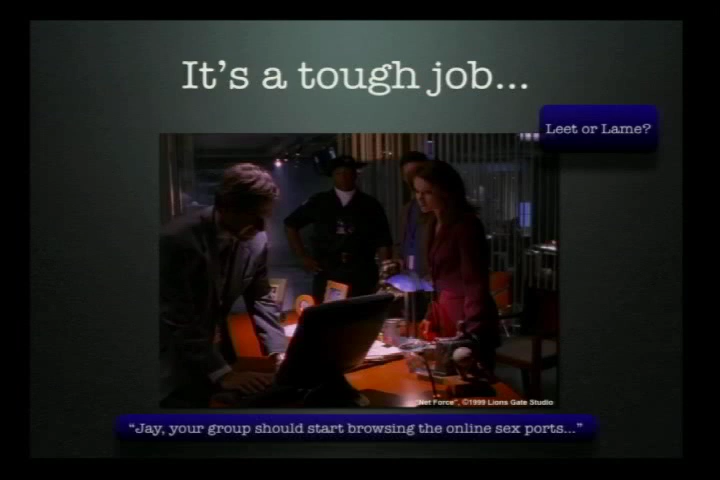 It's a tough job...
Leet or Lame?
"Net Force", ©1999 Lions Gate Studio
"Jay, your group should start browsing the online sex ports..."